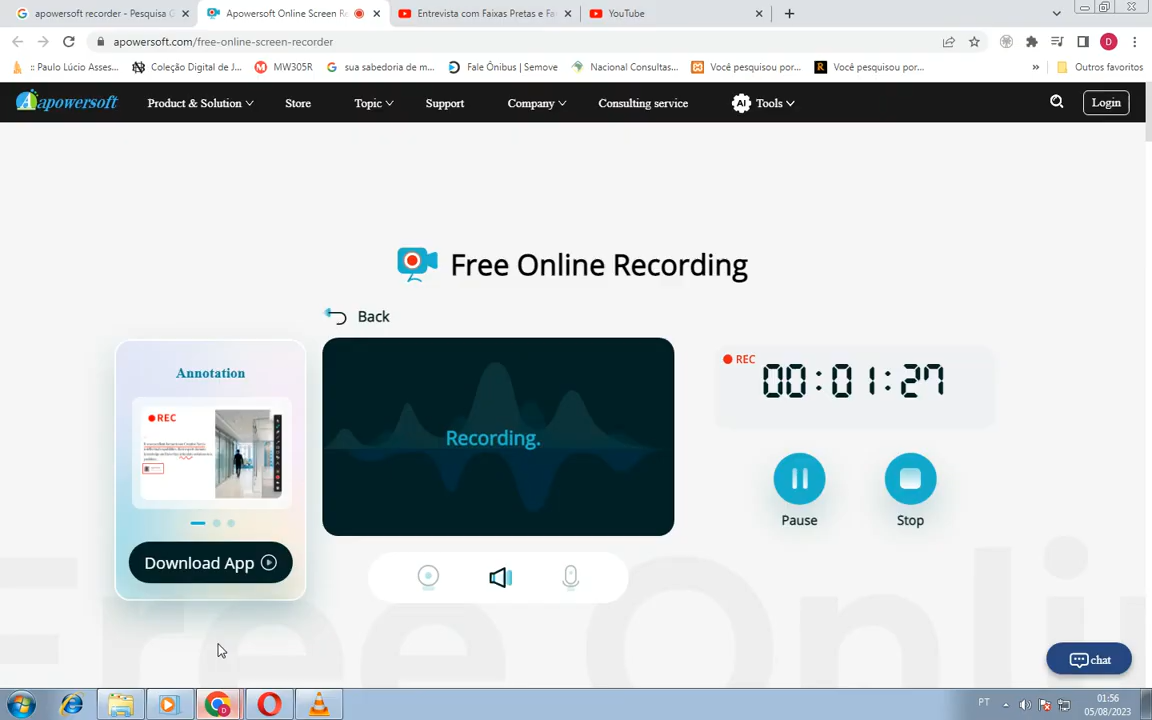 apowersoft recorder - Pesquisa G
Apowersoft Online Screen Re
Entrevista com Faixas Pretas e Fa
YouTube
apowersoft.com/free-online-screen-recorder
D
:: Paulo Lúcio Asses...
Coleção Digital de J...
MW305R
sua sabedoria de m...
Fale Ônibus | Semove
Nacional Consultas...
Você pesquisou por...
Você pesquisou por...
»
Outros favoritos
apowersoft
Product & Solution
Store
Topic
Support
Company
Consulting service
AI
Tools
Login
Free Online Recording
Back
Annotation
REC
Download App
Recording.
REC
00:01:27
Pause
Stop
Free Onli
chat
PT
01:56
05/08/2023